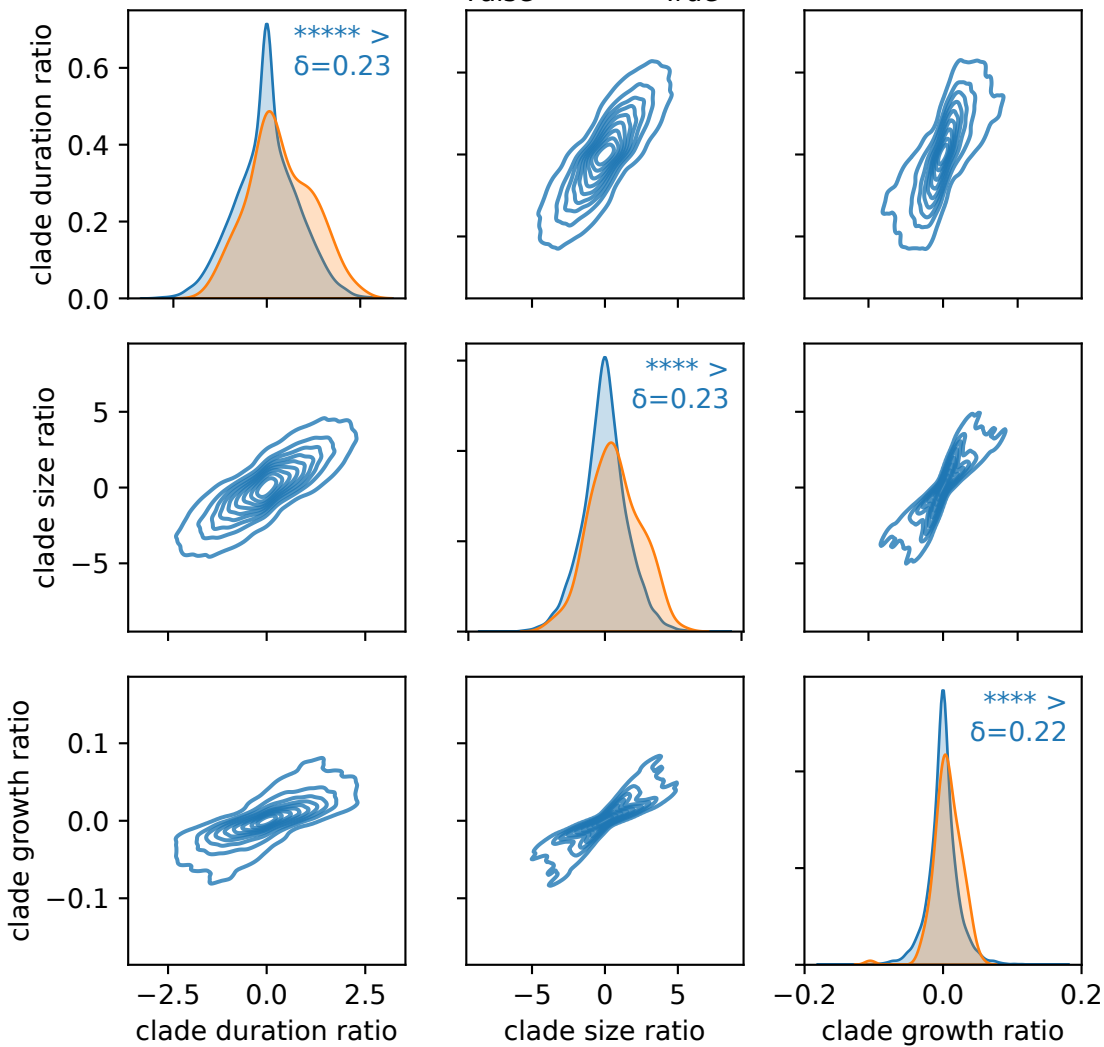 ***** >
δ=0.23
clade duration ratio
0.6
0.4
0.2
0.0
**** >
δ=0.23
clade size ratio
5
0
−5
**** >
δ=0.22
clade growth ratio
0.1
0.0
−0.1
−2.5 0.0 2.5
−5 0 5
−0.2 0.0 0.2
clade duration ratio
clade size ratio
clade growth ratio